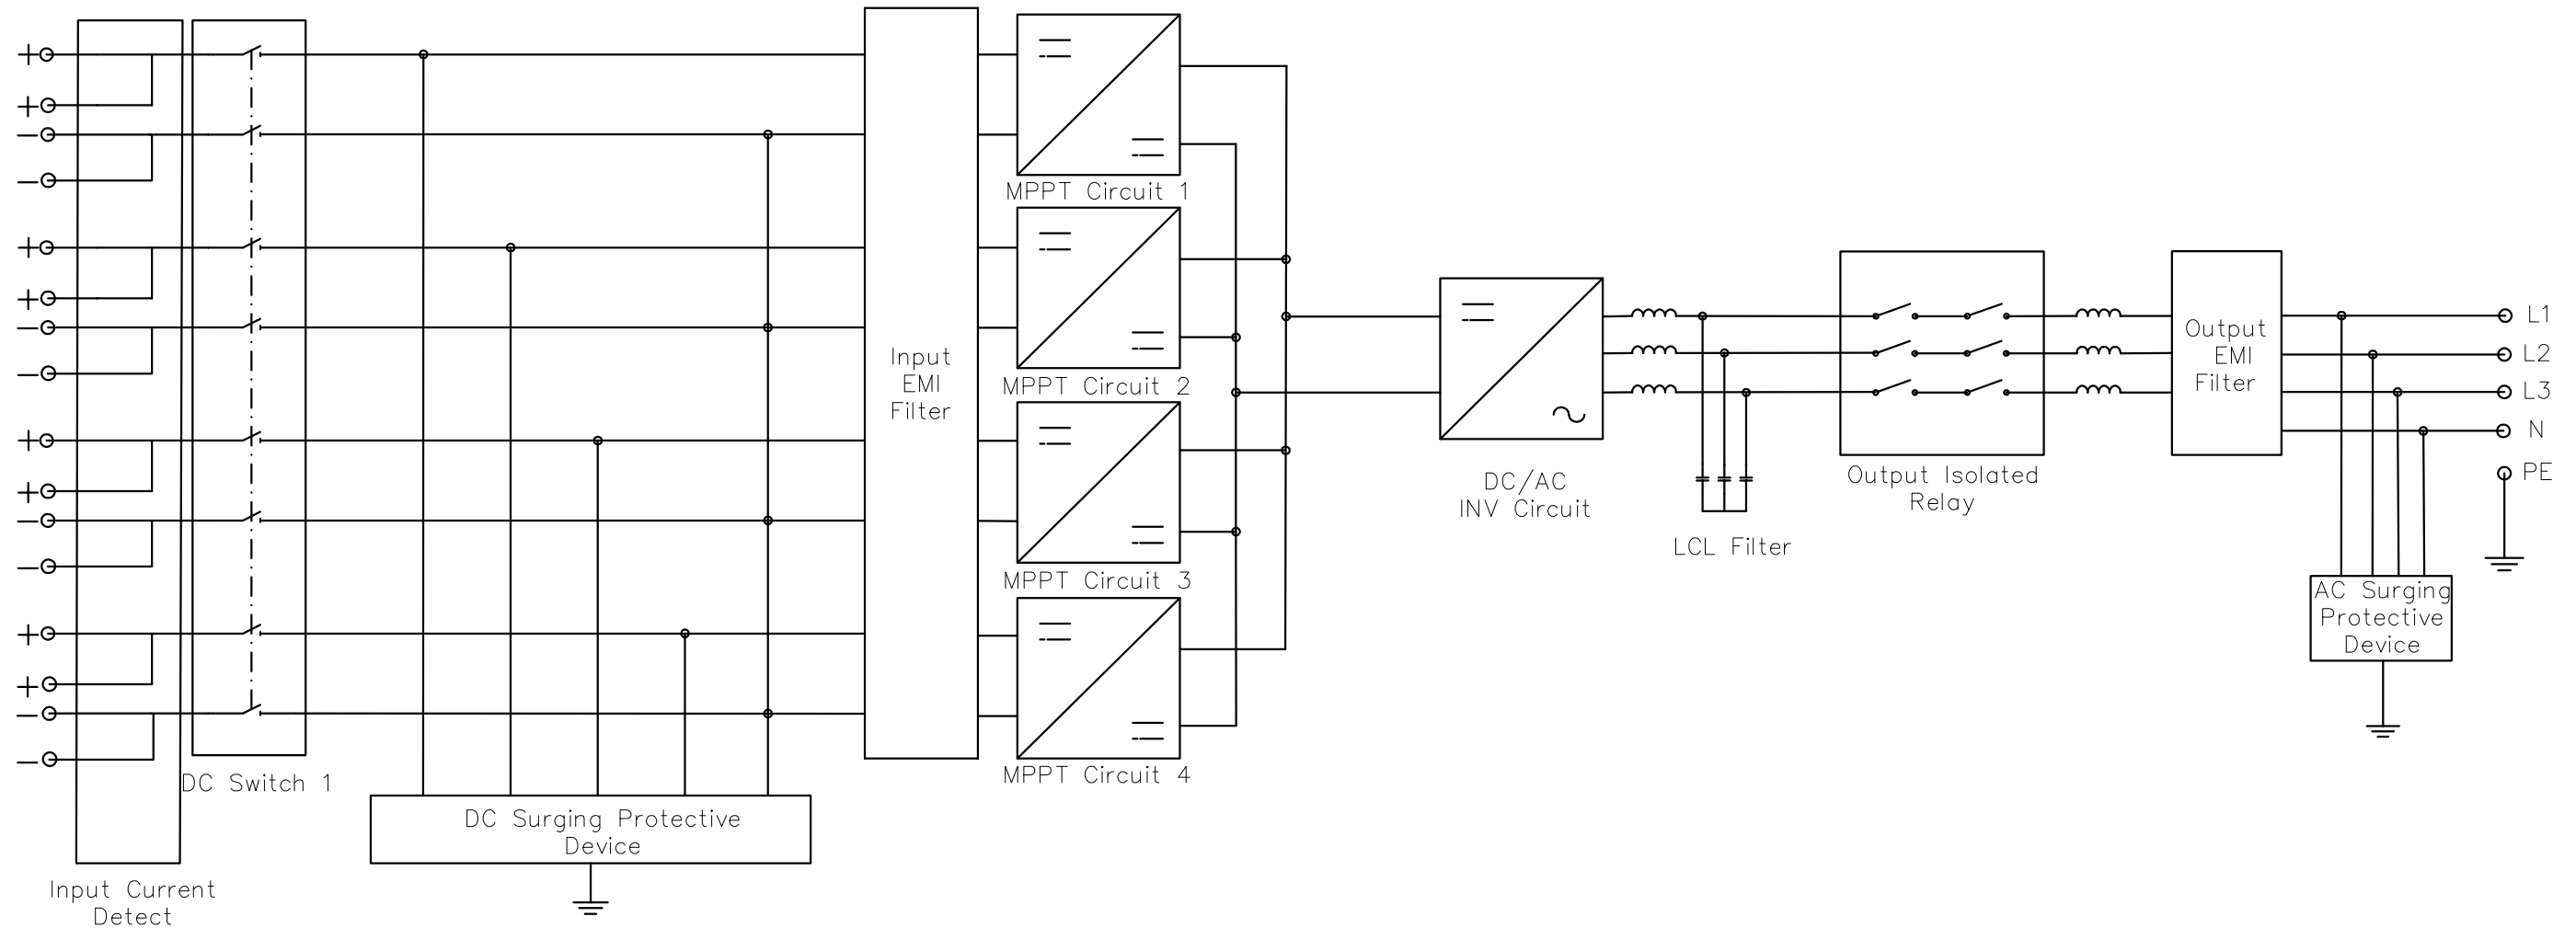 MPPT Circuit 1
MPPT Circuit 2
MPPT Circuit 3
MPPT Circuit 4
Input
EMI
Filter
DC Switch 1
DC Surging Protective
Device
Input Current
Detect
DC/AC
INV Circuit
LCL Filter
Output Isolated
Relay
Output
EMI
Filter
L1
L2
L3
N
PE
AC Surging
Protective
Device